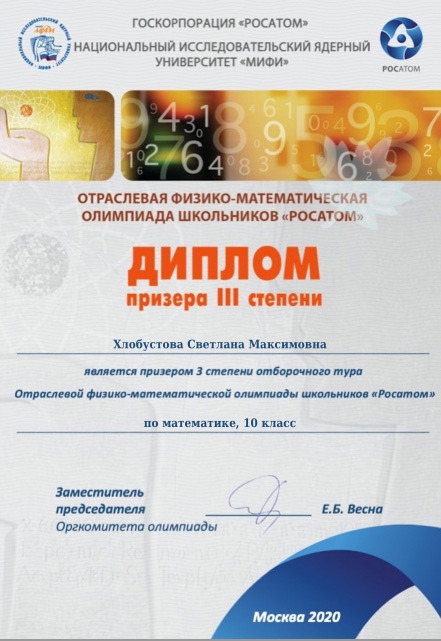 ГОСКОРПОРАЦИЯ «РОСАТОМ»
НАЦИОНАЛЬНЫЙ ИССЛЕДОВАТЕЛЬСКИЙ ЯДЕРНЫЙ
УНИВЕРСИТЕТ «МИФИ»
РОСАТОМ
ОТРАСЛЕВАЯ ФИЗИКО-МАТЕМАТИЧЕСКАЯ
ОЛИМПИАДА ШКОЛЬНИКОВ «РОСАТОМ»
ДИПЛОМ
призера III степени
Хлобустова Светлана Максимовна
является призером 3 степени отборочного тура
Отраслевой физико-математической олимпиады школьников «Росатом»
по математике, 10 класс
Заместитель
председателя Е.Б. Весна
Оргкомитета олимпиады
Москва 2020